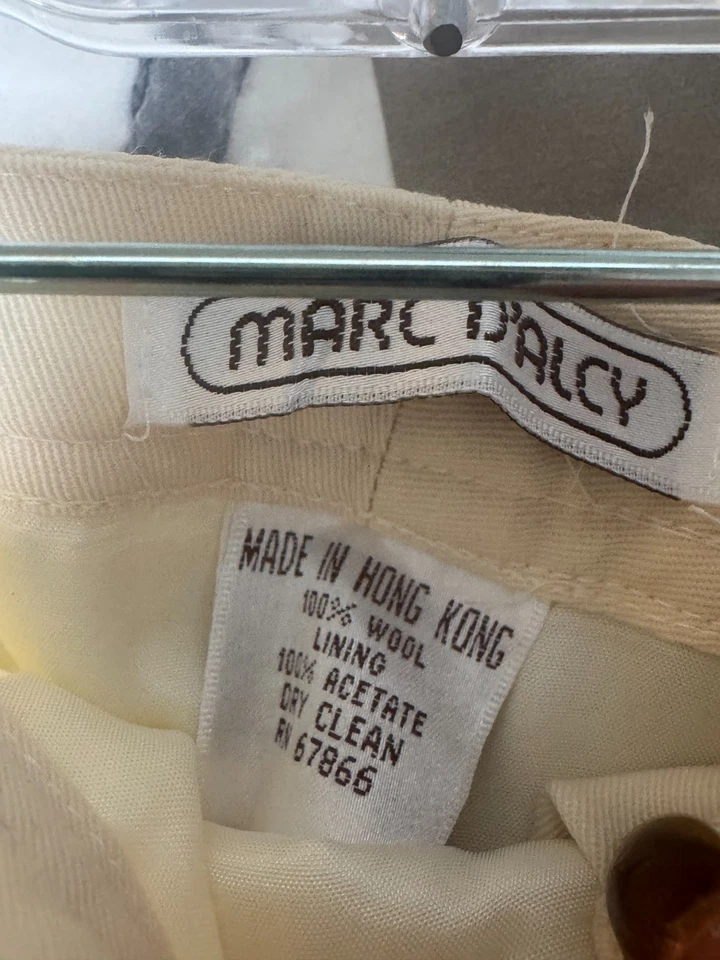 MARC D'ALCY
MADE IN HONG KONG
100% WOOL
LINING
100% ACETATE
DRY CLEAN
RN 67866